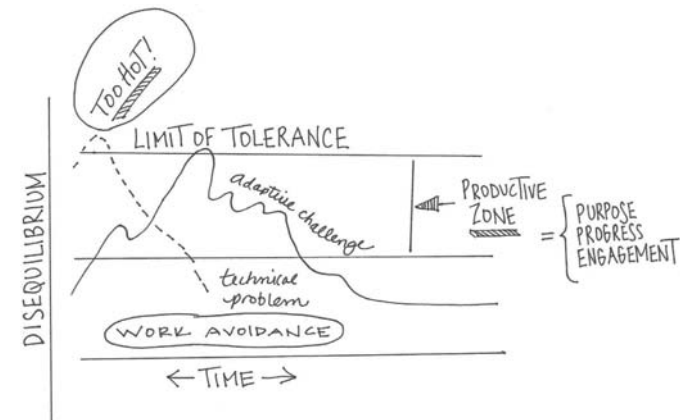 TOO HOT!
LIMIT OF TOLERANCE
adaptive challenge
PRODUCTIVE
ZONE
=
PURPOSE
PROGRESS
ENGAGEMENT
DISEQUILIBRIUM
technical
problem
WORK AVOIDANCE
← TIME →